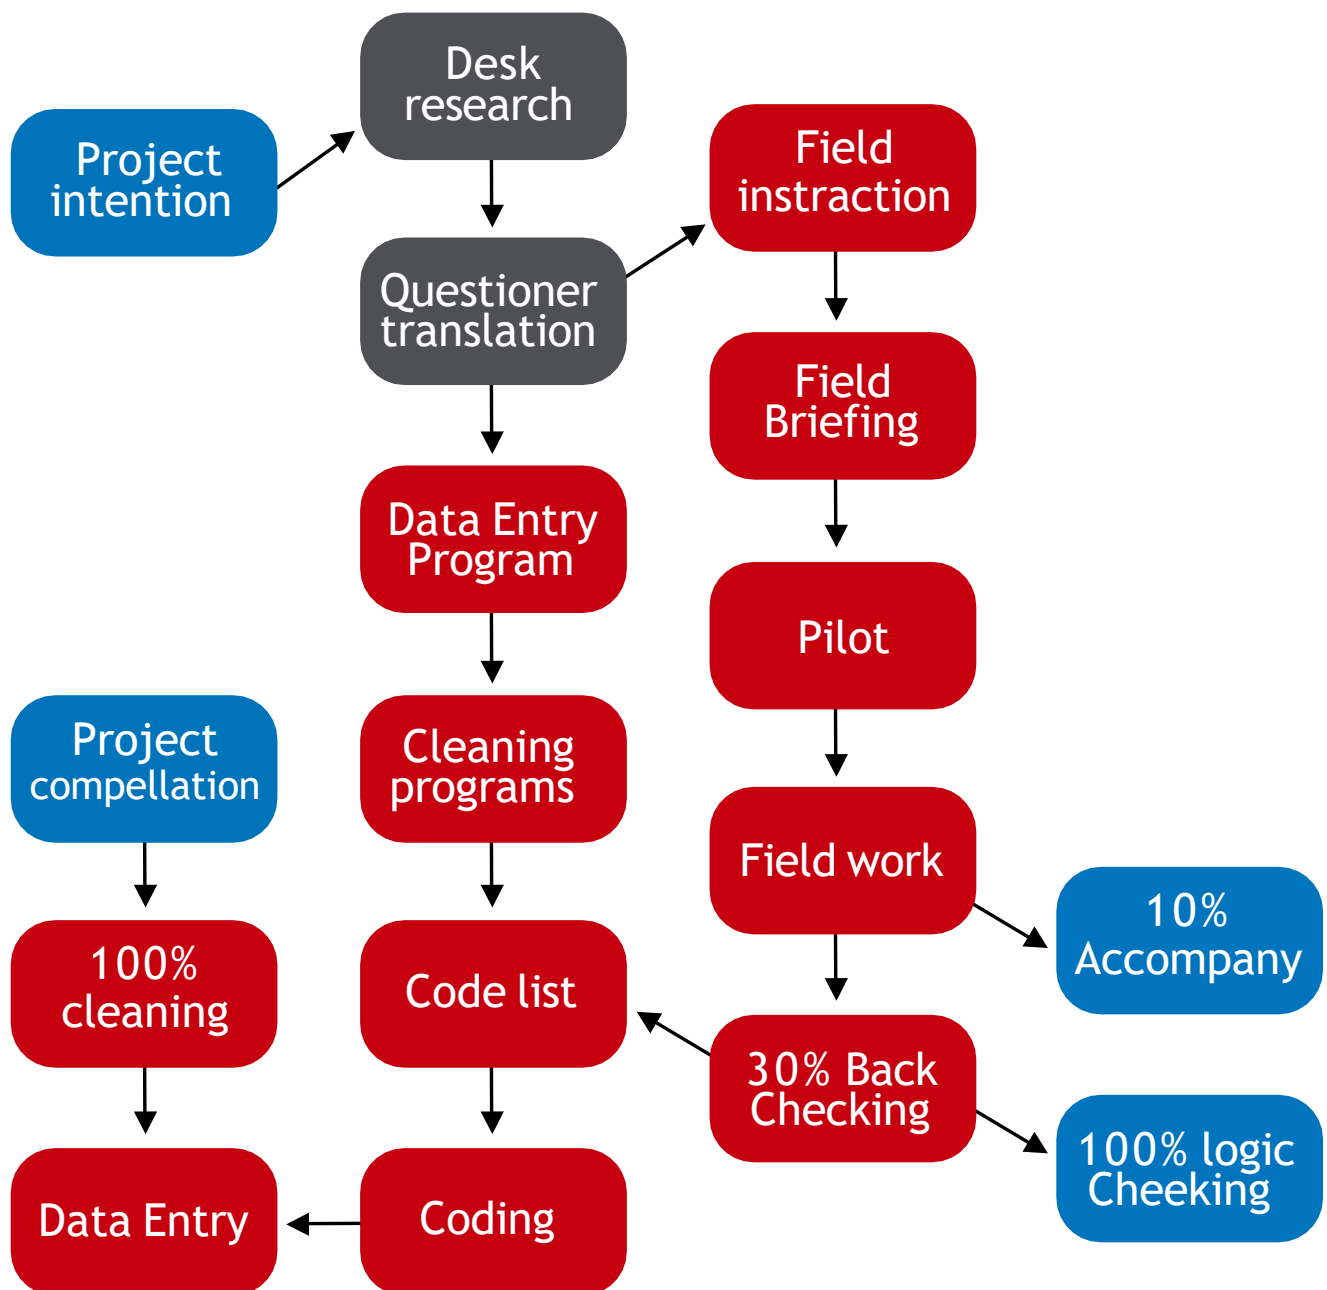 Desk
research
Project
intention
Field
instraction
Questioner
translation
Field
Briefing
Data Entry
Program
Pilot
Project
compellation
Cleaning
programs
Field work
10%
Accompany
100%
cleaning
Code list
30% Back
Checking
100% logic
Cheeking
Data Entry
Coding